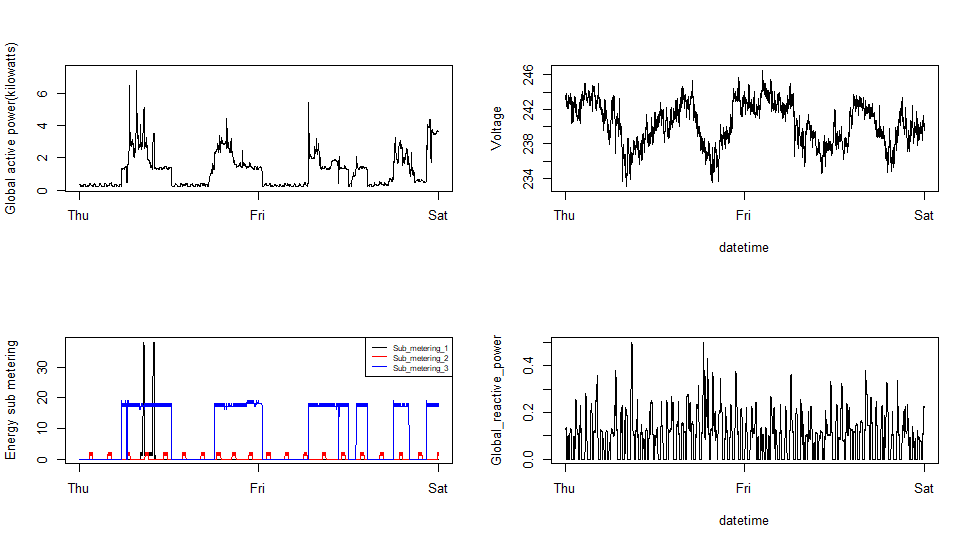 Global active power(kilowatts)
0 2 4 6
Thu Fri Sat
Voltage
234 238 242 246
Thu Fri Sat
datetime
Energy sub metering
0 10 20 30
Sub_metering_1
Sub_metering_2
Sub_metering_3
Thu Fri Sat
Global_reactive_power
0.0 0.2 0.4
Thu Fri Sat
datetime